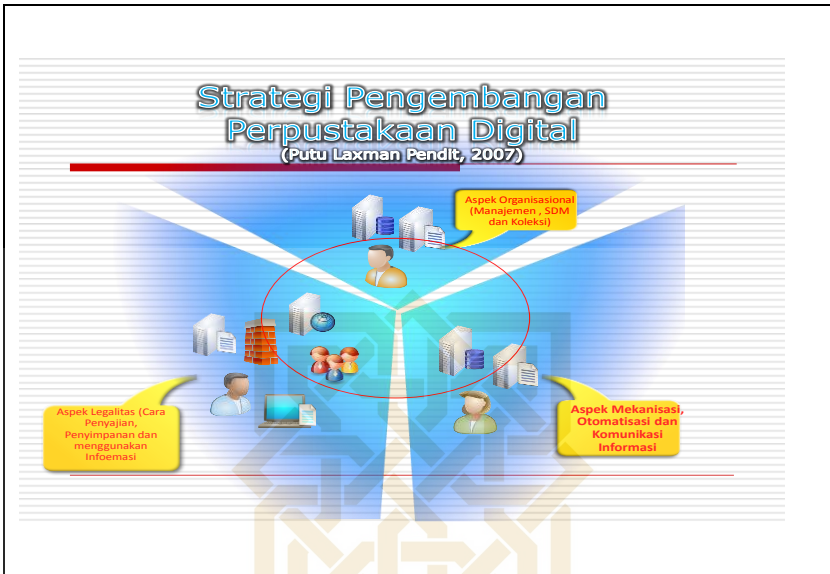 Strategi Pengembangan
Perpustakaan Digital
(Putu Laxman Pendit, 2007)
Aspek Organisasional
(Manajemen , SDM
dan Koleksi)
Aspek Legalitas (Cara
Penyajian,
Penyimpanan dan
menggunakan
Infoemasi
Aspek Mekanisasi,
Otomatisasi dan
Komunikasi
Informasi